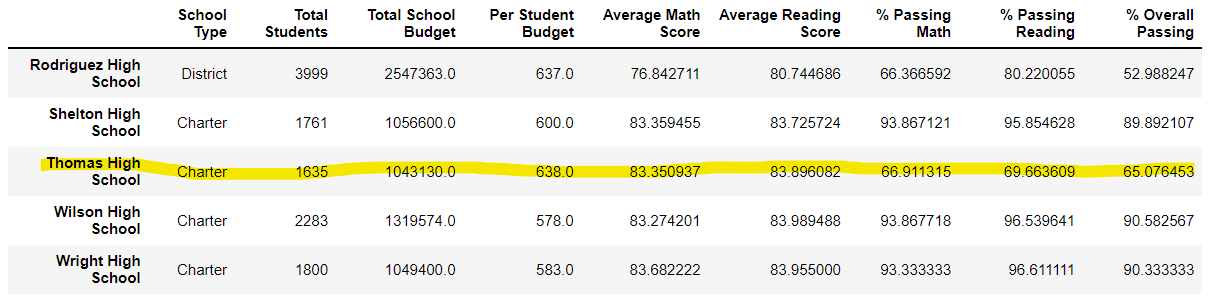 School Type Total Students Total School Budget Per Student Budget Average Math Score Average Reading Score % Passing Math % Passing Reading % Overall Passing
Rodriguez High School District 3999 2547363.0 637.0 76.842711 80.744686 66.366592 80.220055 52.988247
Shelton High School Charter 1761 1056600.0 600.0 83.359455 83.725724 93.867121 95.854628 89.892107
Thomas High School Charter 1635 1043130.0 638.0 83.350937 83.896082 66.911315 69.663609 65.076453
Wilson High School Charter 2283 1319574.0 578.0 83.274201 83.989488 93.867718 96.539641 90.582567
Wright High School Charter 1800 1049400.0 583.0 83.682222 83.955000 93.333333 96.611111 90.333333